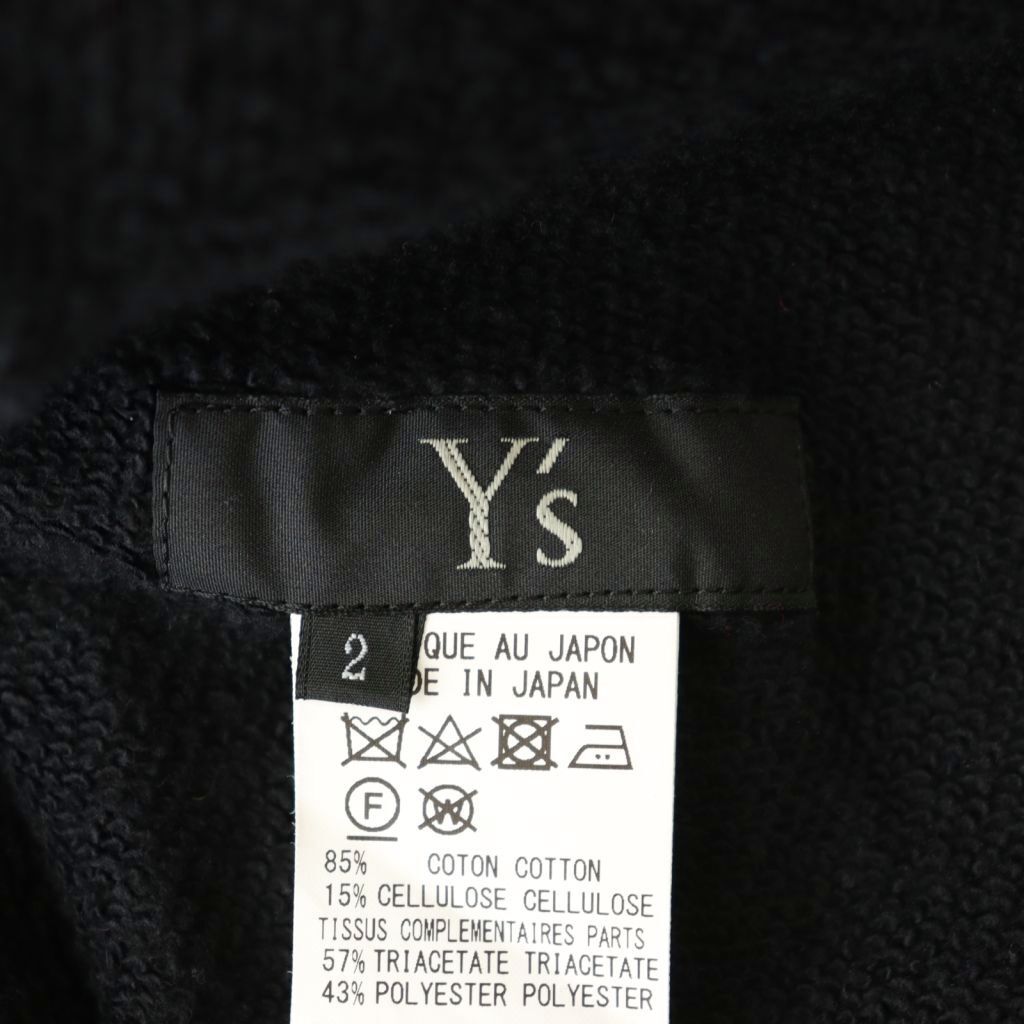 Y's
2
QUE AU JAPON
DE IN JAPAN
F
W
85% COTON COTTON
15% CELLULOSE CELLULOSE
TISSUS COMPLEMENTAIRES PARTS
57% TRIACETATE TRIACETATE
43% POLYESTER POLYESTER